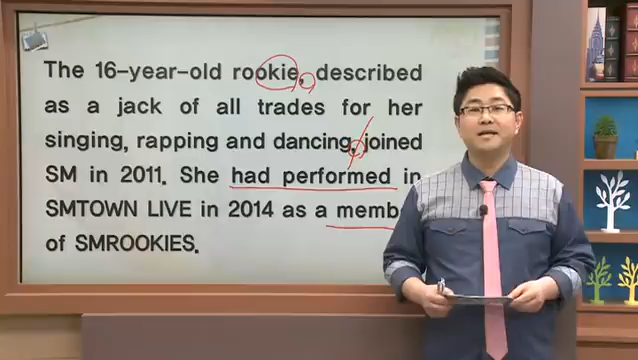 The 16-year-old rookie, described
as a jack of all trades for her
singing, rapping and dancing, joined
SM in 2011. She had performed in
SMTOWN LIVE in 2014 as a memb
of SMROOKIES.